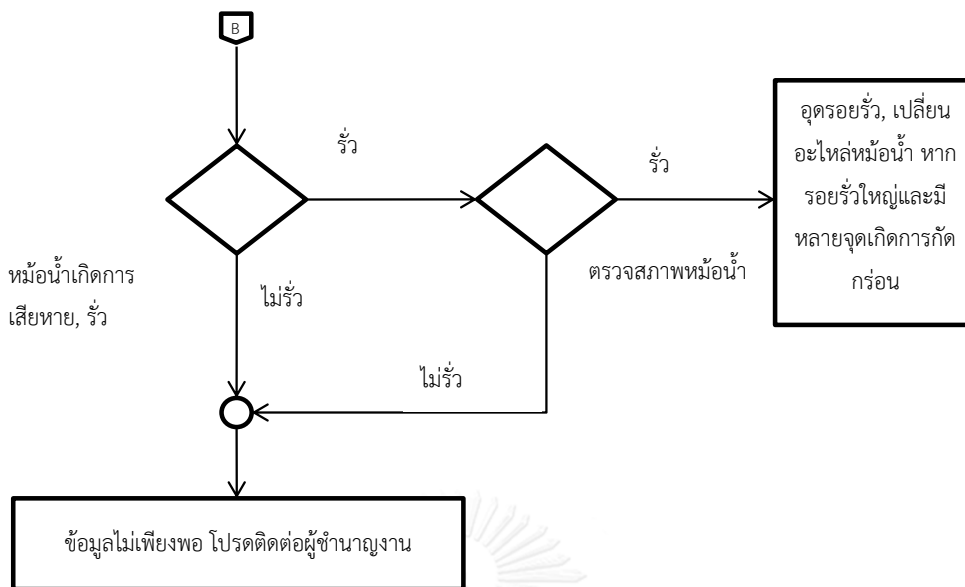 B
รั่ว
รั่ว
อุดรอยรั่ว, เปลี่ยน
อะไหล่หม้อน้ำ หาก
รอยรั่วใหญ่และมี
หลายจุดเกิดการกัด
กร่อน
หม้อน้ำเกิดการ
เสียหาย, รั่ว
ไม่รั่ว
ตรวจสภาพหม้อน้ำ
ไม่รั่ว
ข้อมูลไม่เพียงพอ โปรดติดต่อผู้ชำนาญงาน